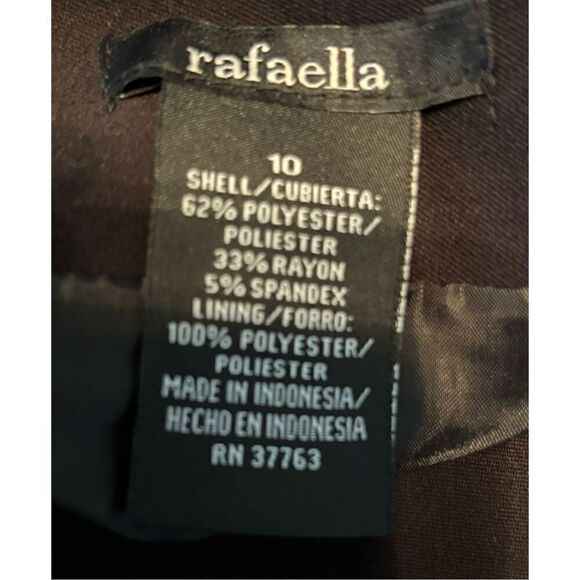 rafaella
10
SHELL/CUBIERTA:
62% POLYESTER/
POLIESTER
33% RAYON
5% SPANDEX
LINING/FORRO:
100% POLYESTER/
POLIESTER
MADE IN INDONESIA/
HECHO EN INDONESIA
RN 37763